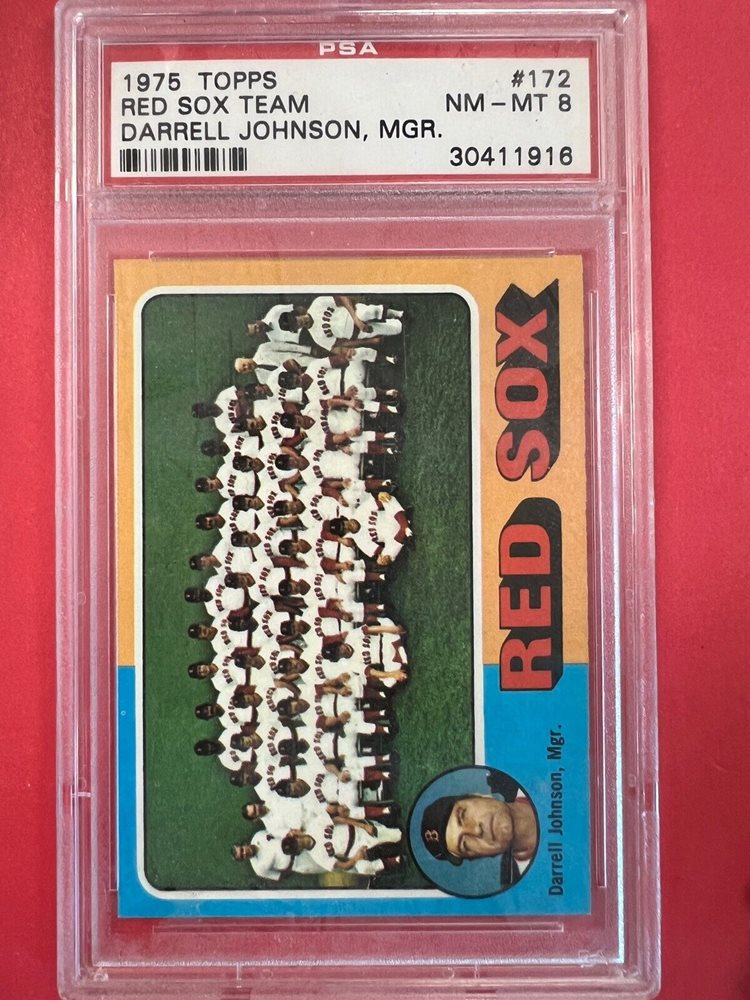 PSA
1975 TOPPS #172
RED SOX TEAM NM-MT 8
DARRELL JOHNSON, MGR.
30411916
RED SOX
Darrell Johnson, Mgr.
B